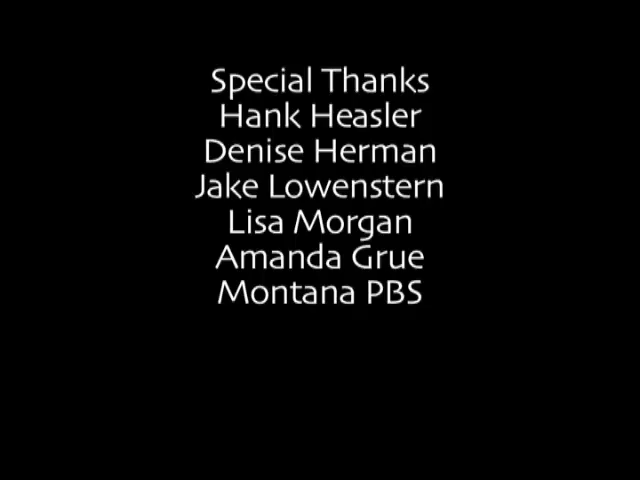 Special Thanks
Hank Heasler
Denise Herman
Jake Lowenstern
Lisa Morgan
Amanda Grue
Montana PBS